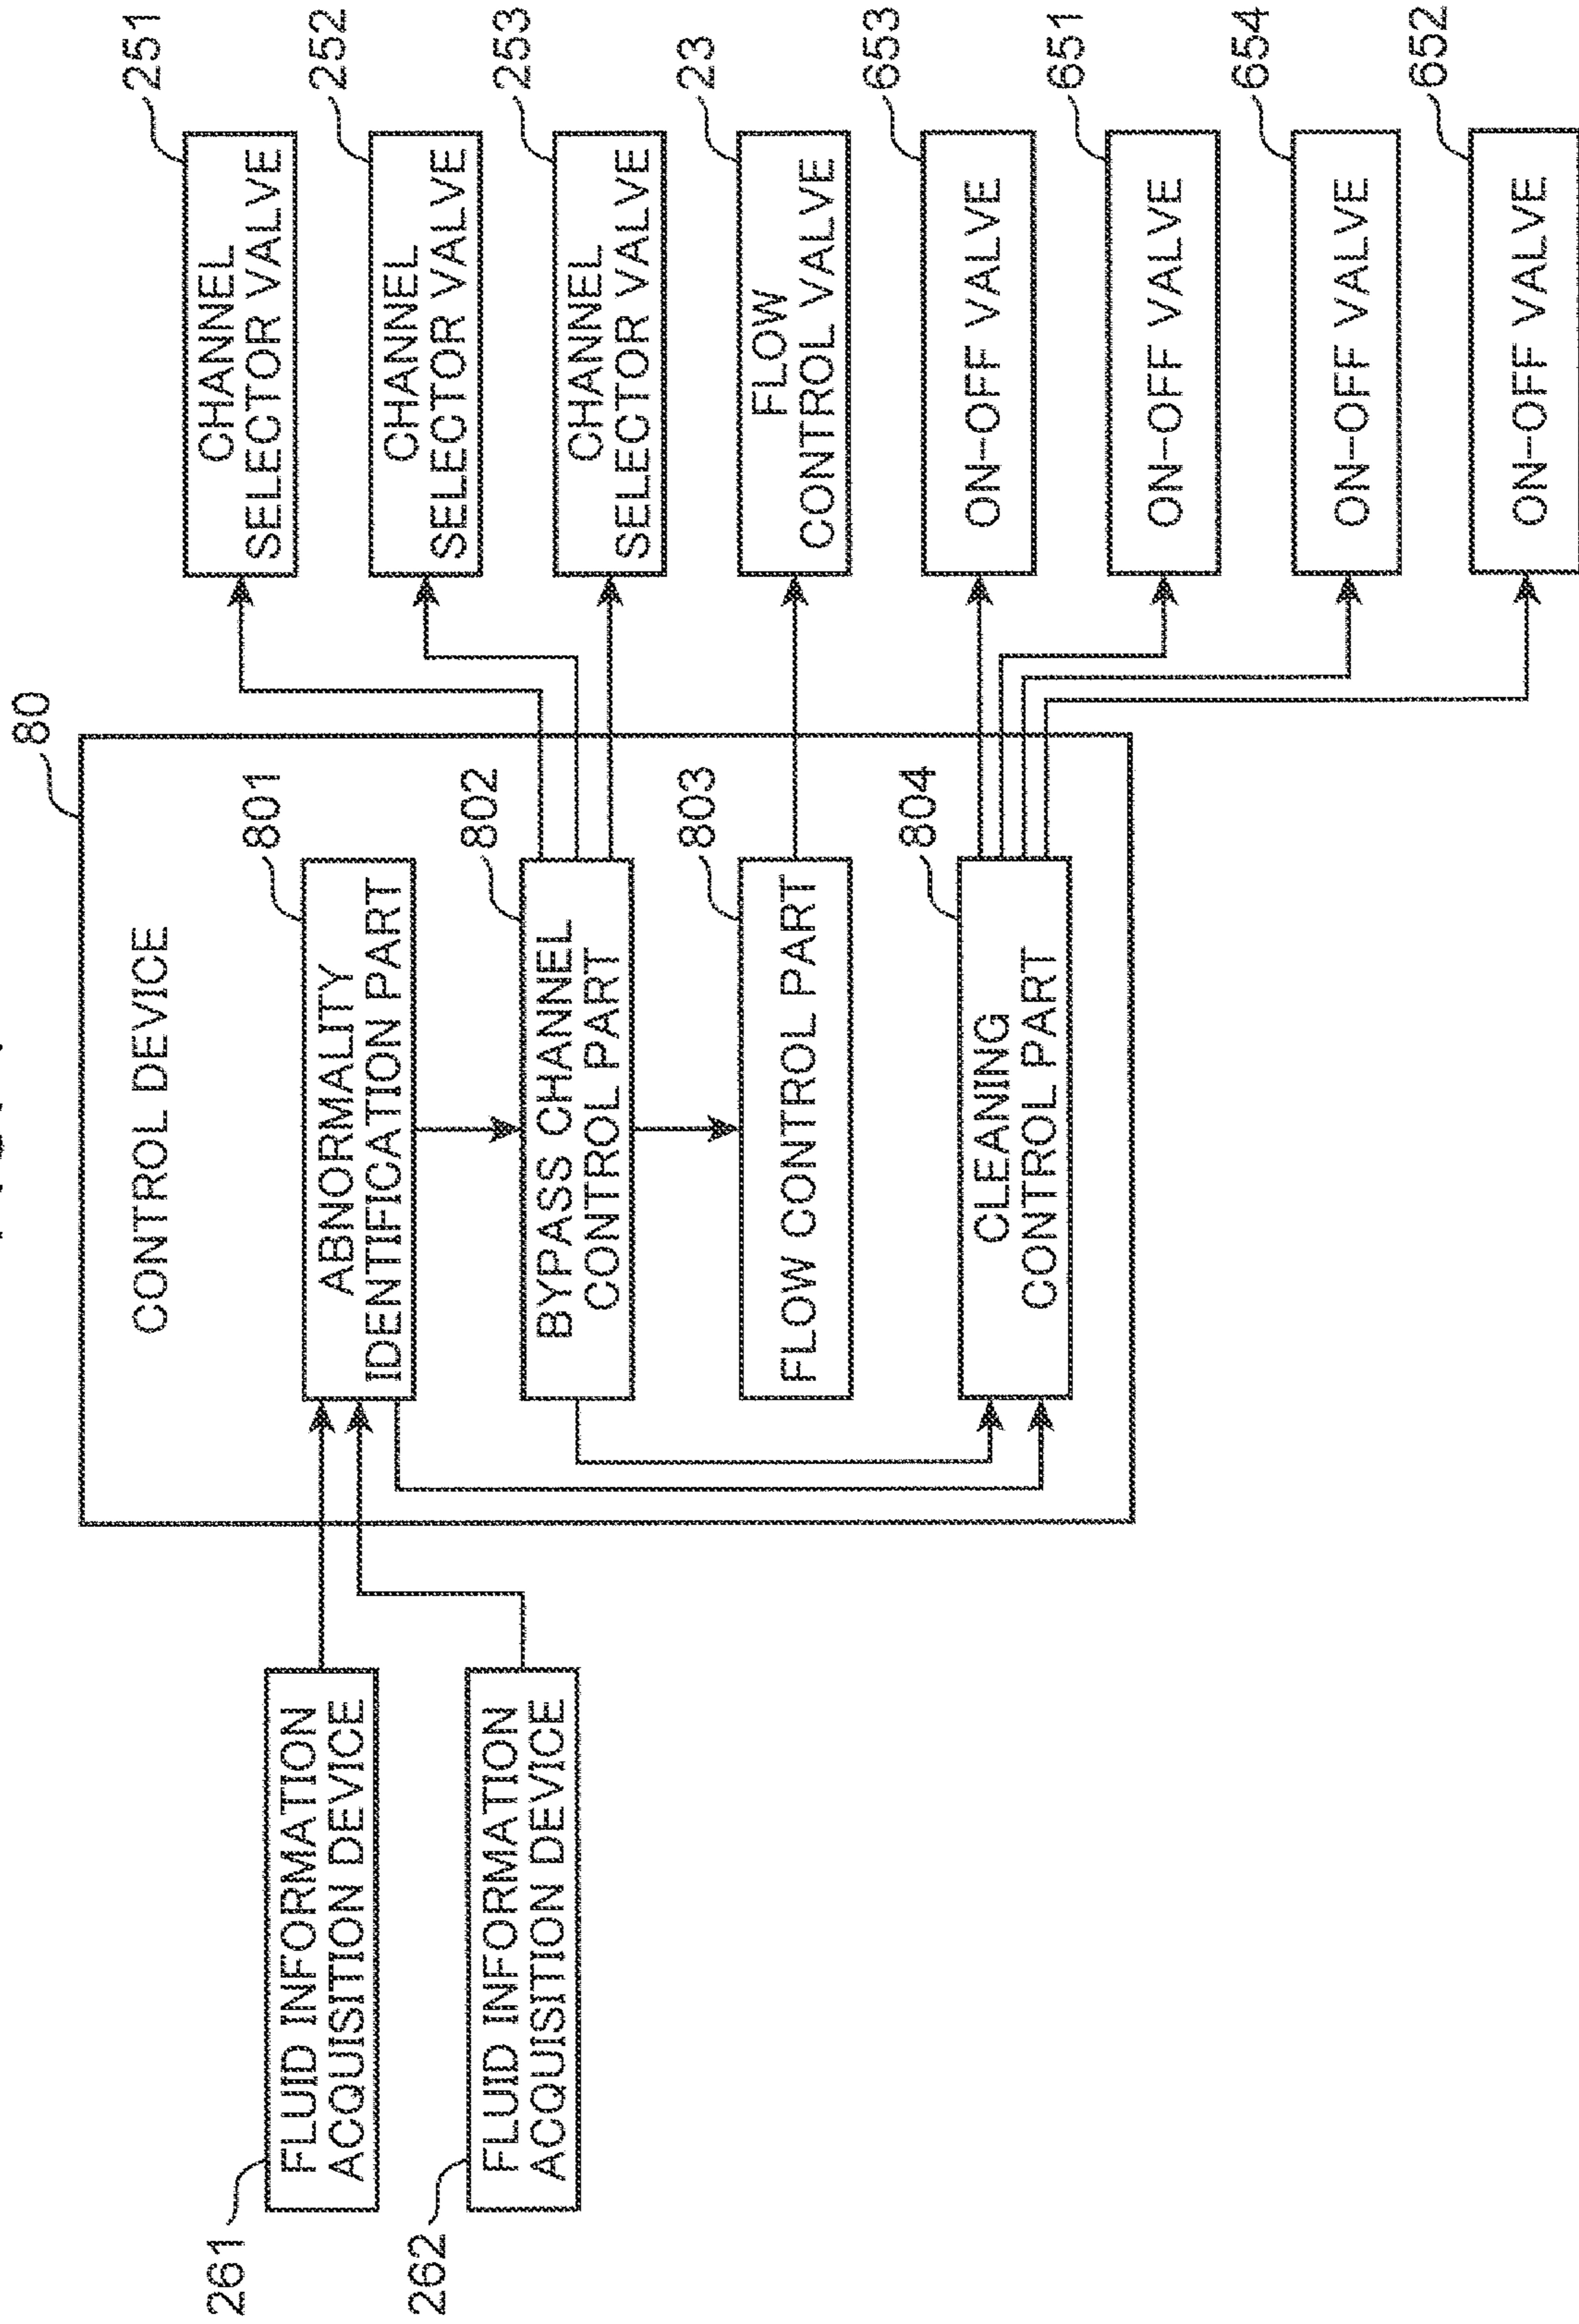 80
CONTROL DEVICE
261
FLUID INFORMATION
ACQUISITION DEVICE
262
FLUID INFORMATION
ACQUISITION DEVICE
801
ABNORMALITY
IDENTIFICATION PART
802
BYPASS CHANNEL
CONTROL PART
803
FLOW CONTROL PART
804
CLEANING
CONTROL PART
251
CHANNEL
SELECTOR VALVE
252
CHANNEL
SELECTOR VALVE
253
CHANNEL
SELECTOR VALVE
23
FLOW
CONTROL VALVE
653
ON-OFF VALVE
651
ON-OFF VALVE
654
ON-OFF VALVE
652
ON-OFF VALVE